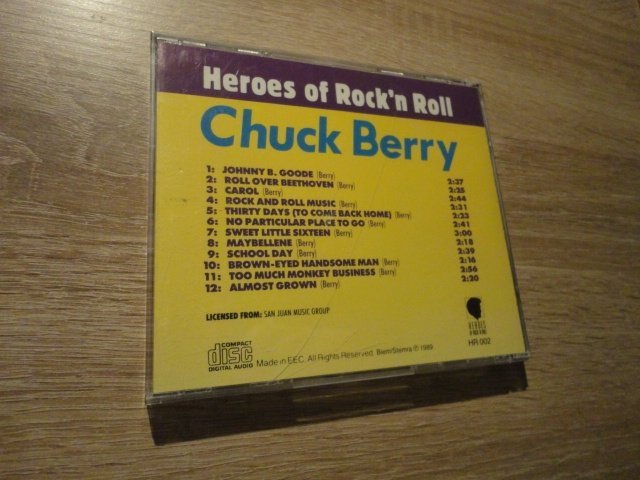 Heroes of Rock'n Roll
Chuck Berry
1: JOHNNY B. GOODE (Berry) 2:37
2: ROLL OVER BEETHOVEN (Berry) 2:25
3: CAROL (Berry) 2:44
4: ROCK AND ROLL MUSIC (Berry) 2:31
5: THIRTY DAYS (TO COME BACK HOME) (Berry) 2:23
6: NO PARTICULAR PLACE TO GO (Berry) 2:41
7: SWEET LITTLE SIXTEEN (Berry) 3:00
8: MAYBELLENE (Berry) 2:18
9: SCHOOL DAY (Berry) 2:39
10: BROWN-EYED HANDSOME MAN (Berry) 2:16
11: TOO MUCH MONKEY BUSINESS (Berry) 2:56
12: ALMOST GROWN (Berry) 2:20
LICENSED FROM: SAN JUAN MUSIC GROUP
HEROES
COMPACT
disc
DIGITAL AUDIO
Made in E.E.C. All Rights Reserved. Biem/Stemra ℗ 1989
HR 002